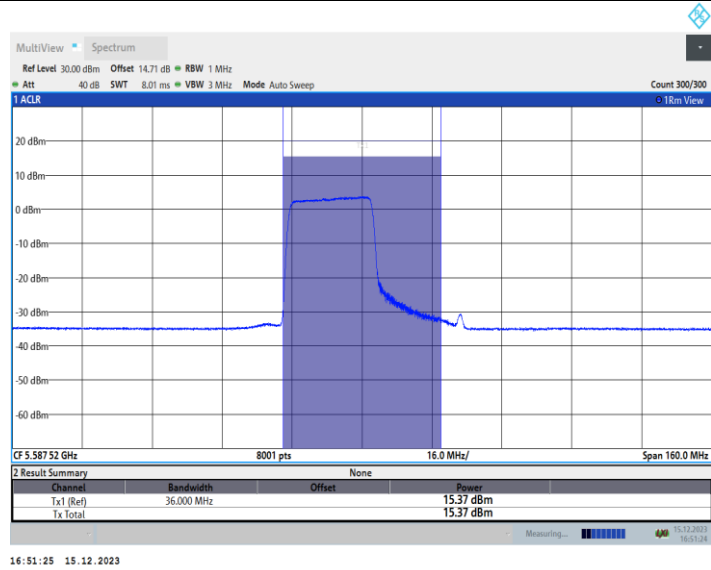 R&S
MultiView Spectrum
Ref Level 30.00 dBm Offset 14.71 dB RBW 1 MHz
Att 40 dB SWT 8.01 ms VBW 3 MHz Mode Auto Sweep Count 300/300
1 ACLR 1Rm View
20 dBm
10 dBm
0 dBm
-10 dBm
-20 dBm
-30 dBm
-40 dBm
-50 dBm
-60 dBm
CF 5.587 52 GHz 8001 pts 16.0 MHz/ Span 160.0 MHz
2 Result Summary None
Channel Bandwidth Offset Power
Tx1 (Ref) 36.000 MHz 15.37 dBm
Tx Total 15.37 dBm
Measuring... 15.12.2023
16:51:24
16:51:25 15.12.2023